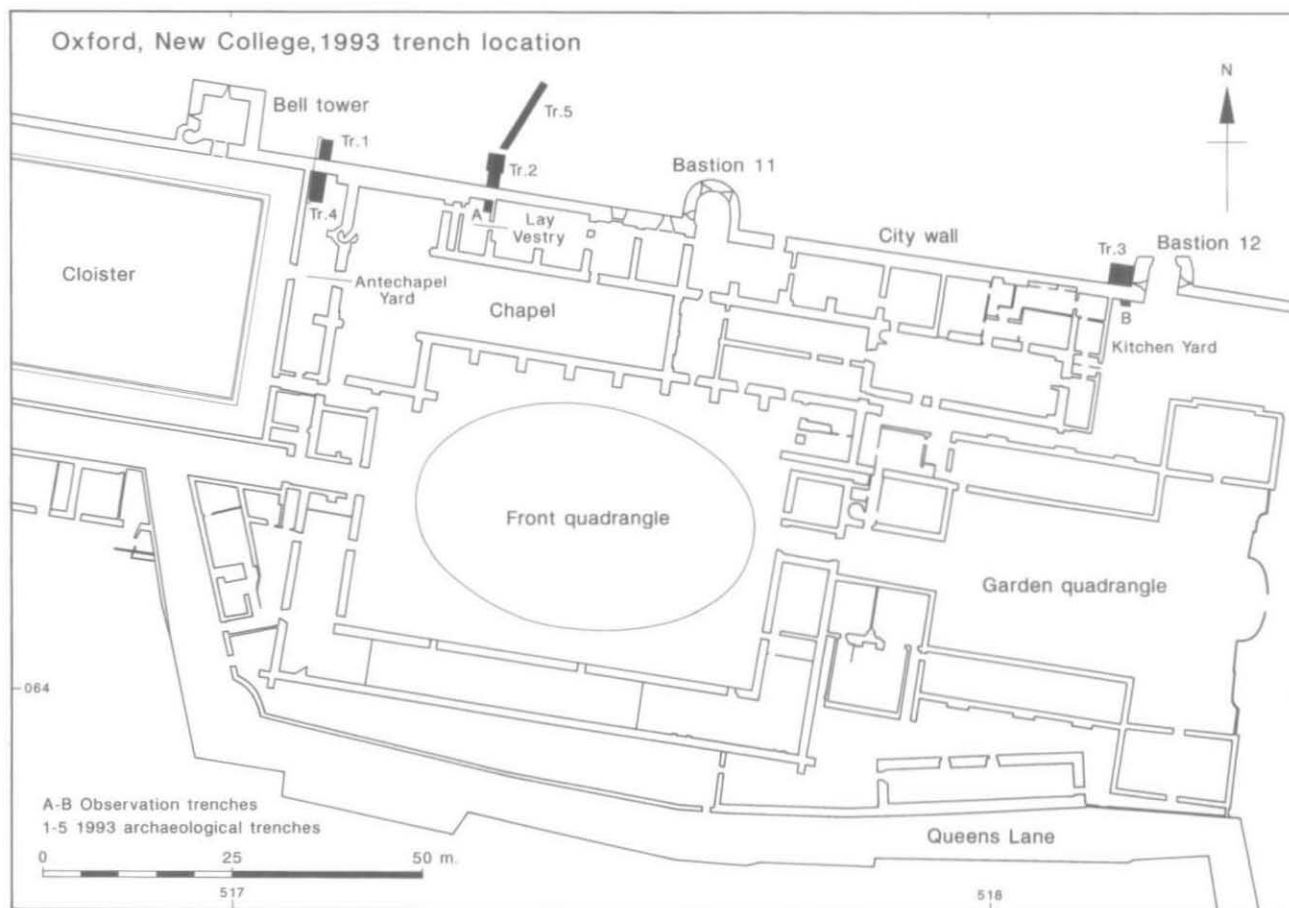 Oxford, New College, 1993 trench location
N
Bell tower
Tr.5
Tr.1
Tr.2
Bastion 11
Tr.4
A
Lay
Vestry
City wall
Tr.3
Bastion 12
Cloister
Antechapel
Yard
Chapel
B
Kitchen Yard
Front quadrangle
Garden quadrangle
064
A-B Observation trenches
1-5 1993 archaeological trenches
Queens Lane
0 25 50 m.
517
518